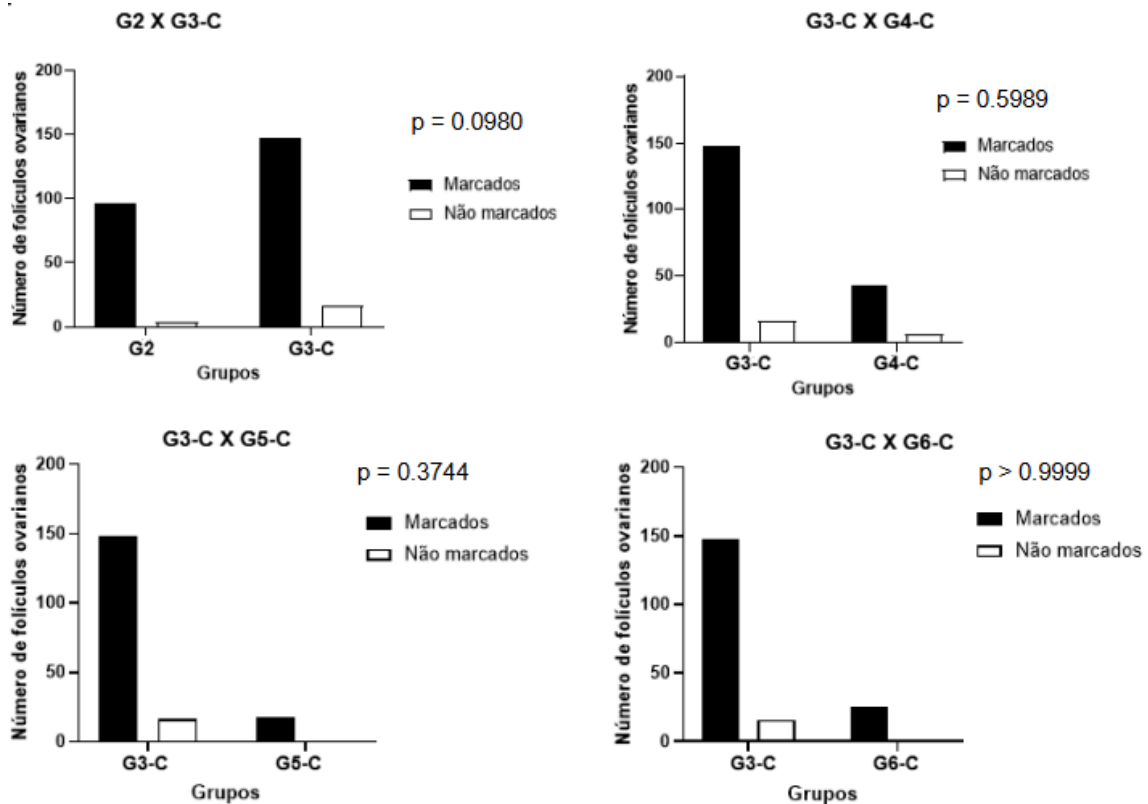 G2 X G3-C
200
150
100
50
0
Número de folículos ovarianos
p = 0.0980
Marcados
Não marcados
G2
G3-C
Grupos
G3-C X G4-C
200
150
100
50
0
Número de folículos ovarianos
p = 0.5989
Marcados
Não marcados
G3-C
G4-C
Grupos
G3-C X G5-C
200
150
100
50
0
Número de folículos ovarianos
p = 0.3744
Marcados
Não marcados
G3-C
G5-C
Grupos
G3-C X G6-C
200
150
100
50
0
Número de folículos ovarianos
p > 0.9999
Marcados
Não marcados
G3-C
G6-C
Grupos